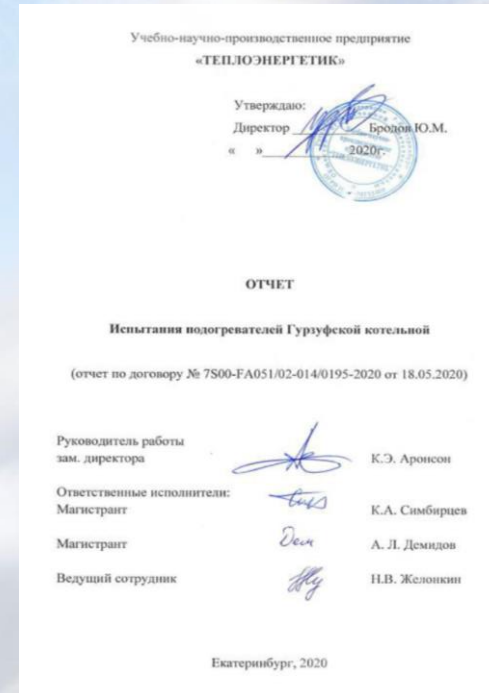 Учебно-научно-производственное предприятие
«ТЕПЛОЭНЕРГЕТИК»
Утверждаю:
Директор Бродов Ю.М.
« » 2020г.
ТЕПЛОЭНЕРГЕТИК
ОТЧЕТ
Испытания подогревателей Гурзуфской котельной
(отчет по договору № 7S00-FA051/02-014/0195-2020 от 18.05.2020)
Руководитель работы
зам. директора К.Э. Аронсон
Ответственные исполнители:
Магистрант К.А. Симбирцев
Магистрант А. Л. Демидов
Ведущий сотрудник Н.В. Желонкин
Екатеринбург, 2020